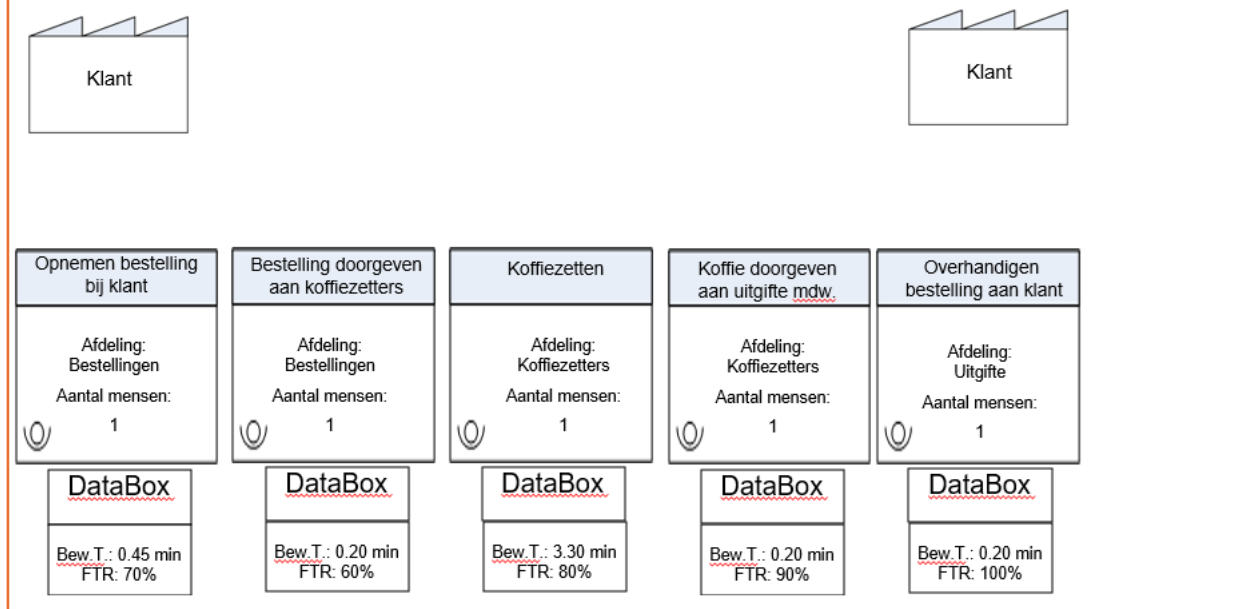 Klant
Klant
Opnemen bestelling
bij klant
Afdeling:
Bestellingen
Aantal mensen:
1
DataBox
Bew.T.: 0.45 min
FTR: 70%
Bestelling doorgeven
aan koffiezetters
Afdeling:
Bestellingen
Aantal mensen:
1
DataBox
Bew.T.: 0.20 min
FTR: 60%
Koffiezetten
Afdeling:
Koffiezetters
Aantal mensen:
1
DataBox
Bew.T.: 3.30 min
FTR: 80%
Koffie doorgeven
aan uitgifte mdw.
Afdeling:
Koffiezetters
Aantal mensen:
1
DataBox
Bew.T.: 0.20 min
FTR: 90%
Overhandigen
bestelling aan klant
Afdeling:
Uitgifte
Aantal mensen:
1
DataBox
Bew.T.: 0.20 min
FTR: 100%